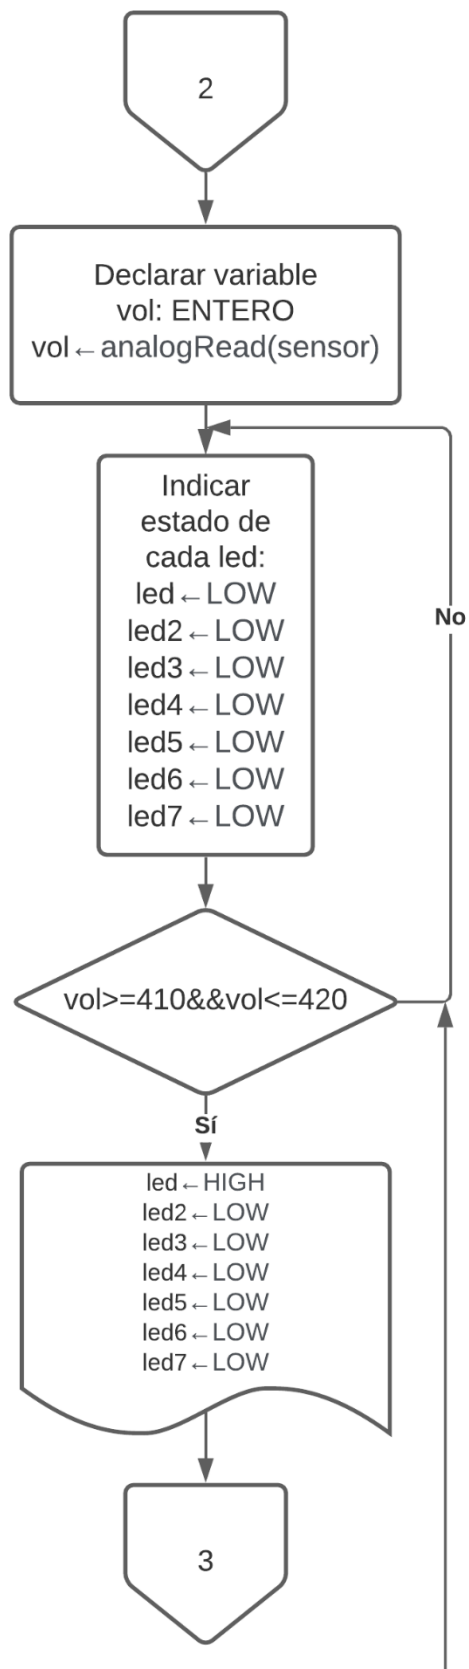 2
Declarar variable
vol: ENTERO
vol←analogRead(sensor)
Indicar
estado de
cada led:
led←LOW
led2←LOW
led3←LOW
led4←LOW
led5←LOW
led6←LOW
led7←LOW
No
vol>=410&&vol<=420
Sí
led←HIGH
led2←LOW
led3←LOW
led4←LOW
led5←LOW
led6←LOW
led7←LOW
3